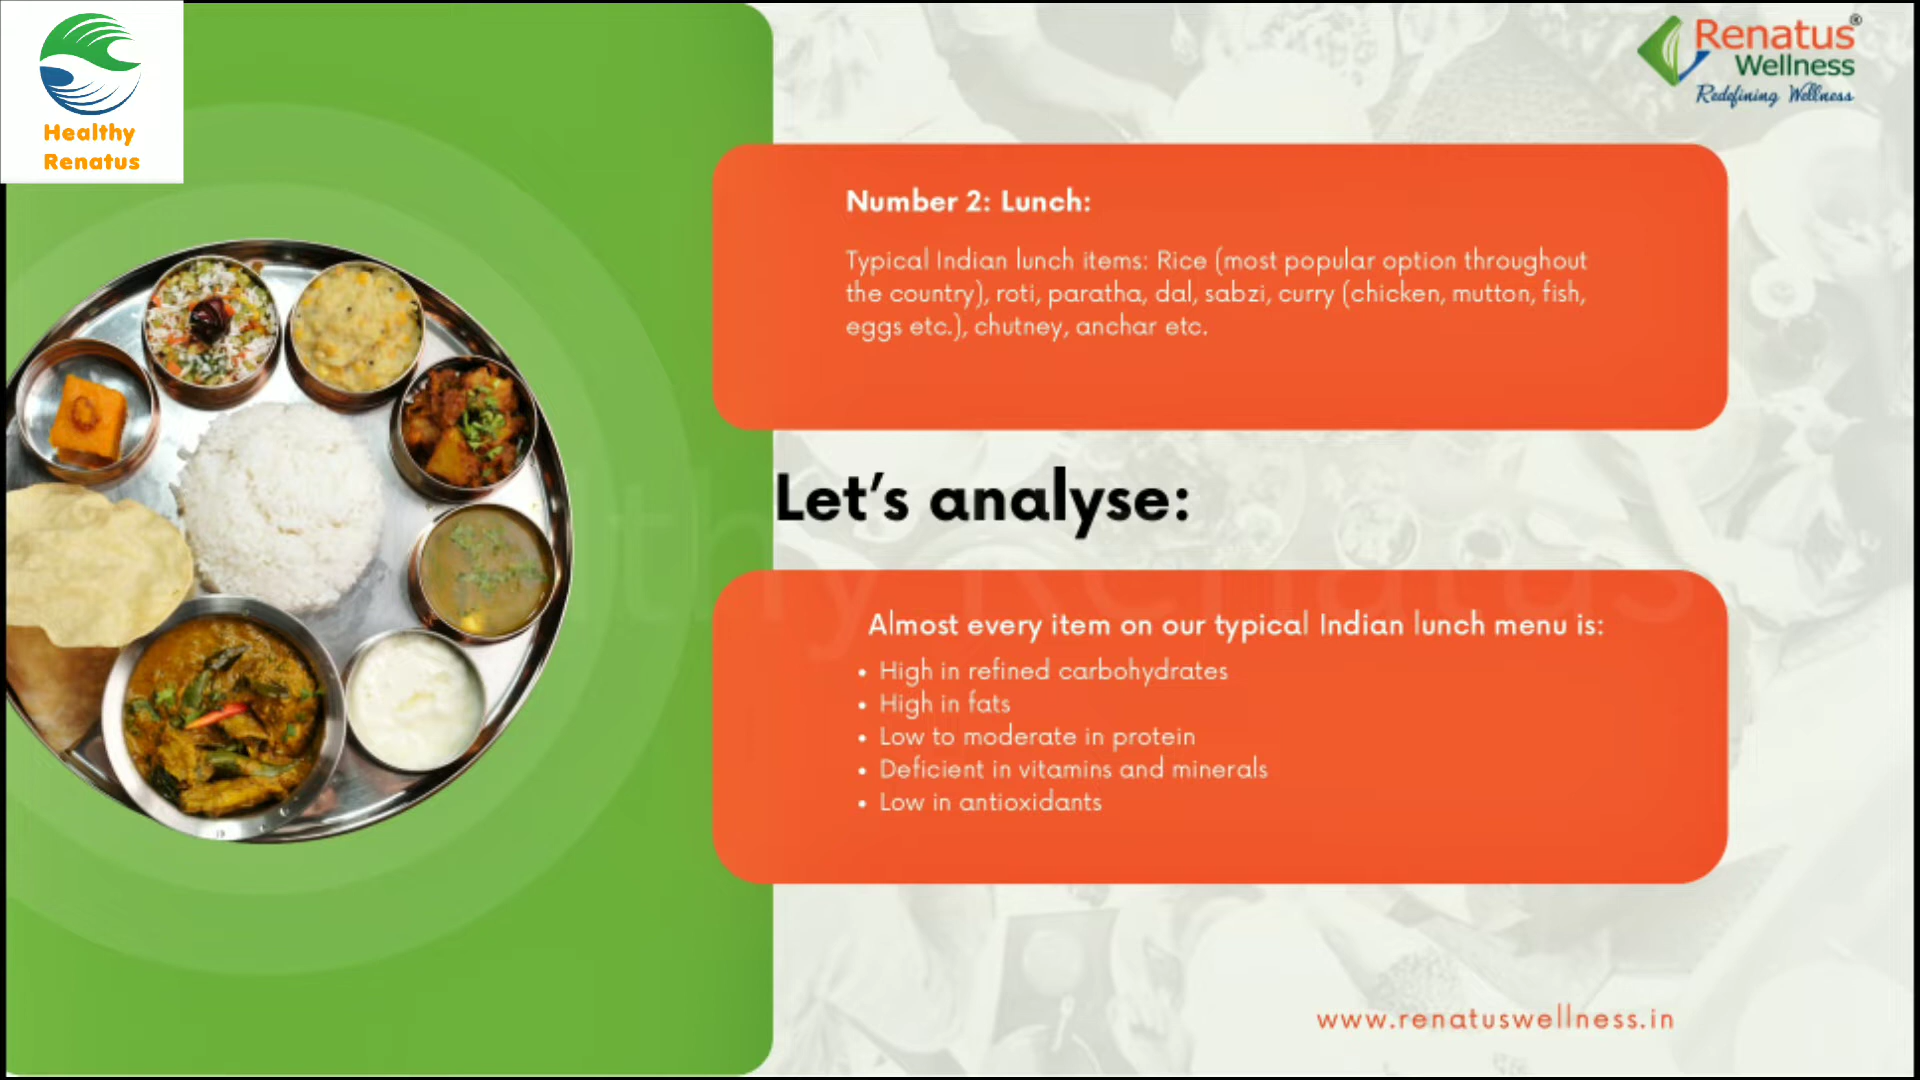 Healthy
Renatus
Renatus®
Wellness
Redefining Wellness
Number 2: Lunch:
Typical Indian lunch items: Rice (most popular option throughout
the country), roti, paratha, dal, sabzi, curry (chicken, mutton, fish,
eggs etc.), chutney, anchar etc.
Let's analyse:
thy Renatus
Almost every item on our typical Indian lunch menu is:
• High in refined carbohydrates
• High in fats
• Low to moderate in protein
• Deficient in vitamins and minerals
• Low in antioxidants
www.renatuswellness.in